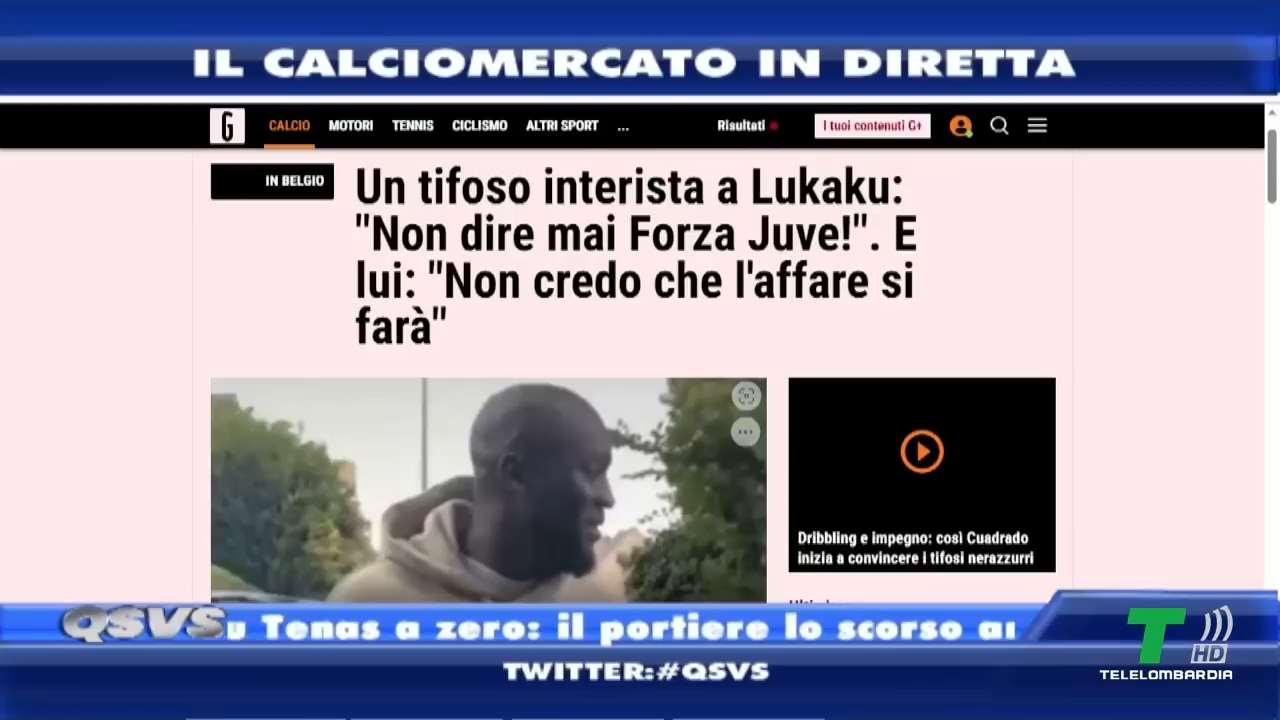 IL CALCIOMERCATO IN DIRETTA
G CALCIO MOTORI TENNIS CICLISMO ALTRI SPORT ... Risultati I tuoi contenuti G+
IN BELGIO
Un tifoso interista a Lukaku:
"Non dire mai Forza Juve!". E
lui: "Non credo che l'affare si
farà"
Dribbling e impegno: così Cuadrado
inizia a convincere i tifosi nerazzurri
QSVS u Tenas a zero: il portiere lo scorso
TWITTER:#QSVS
T HD
TELELOMBARDIA